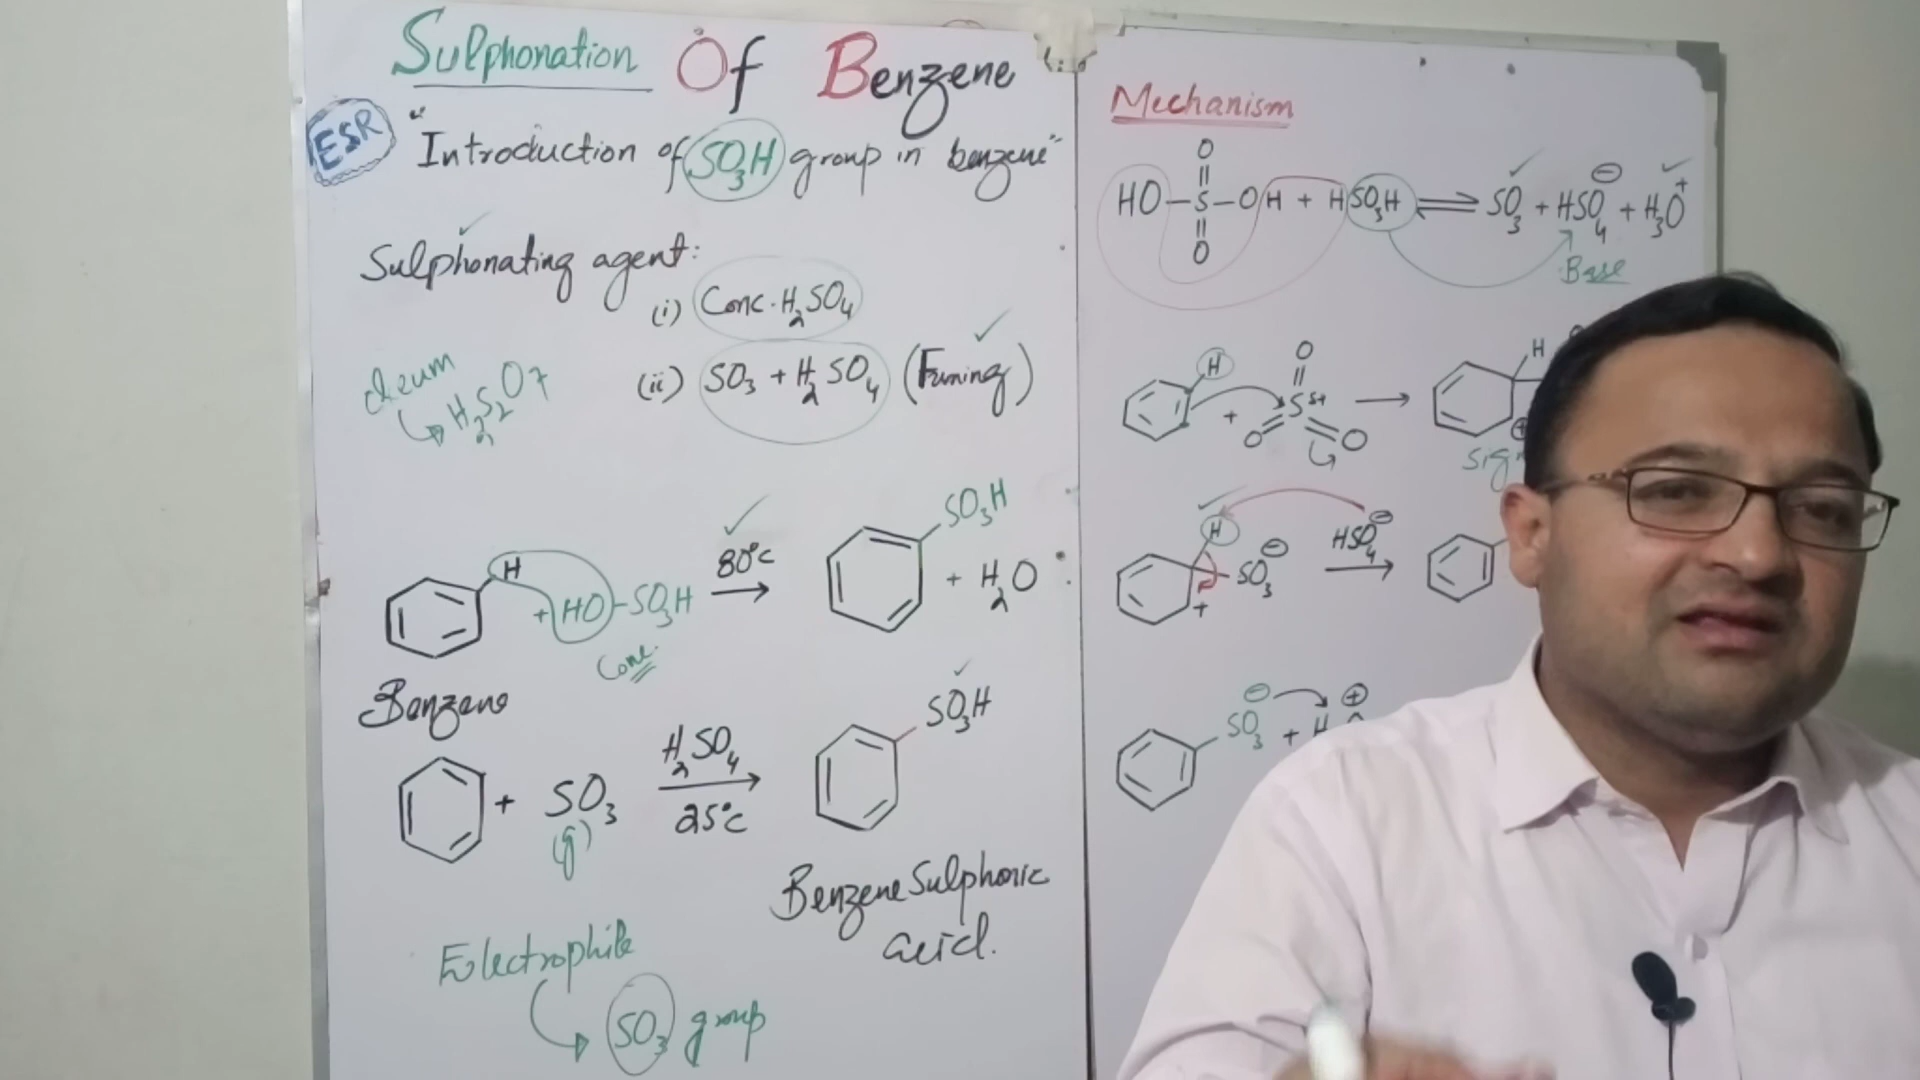 Sulphonation Of Benzene
ESR
"Introduction of SO₃H group in benzene"
Sulphonating agent:
(i) Conc. H₂SO₄
(ii) SO₃ + H₂SO₄ (Fuming)
oleum
H₂S₂O₇
H + HO-SO₃H 80°C → SO₃H + H₂O
Conc.
Benzene
+ SO₃ H₂SO₄ → SO₃H
(g) 25°C
Benzene Sulphonic
acid.
Electrophile
SO₃ group
Mechanism
O
HO-S-OH + HSO₃H ⇌ SO₃ + HSO₄⊖ + H₃O⁺
O
Base
H + S δ+ → H ⊕
O
O O
H SO₃⊖ + HSO₄⊖ →
SO₃⊖ + H ⊕